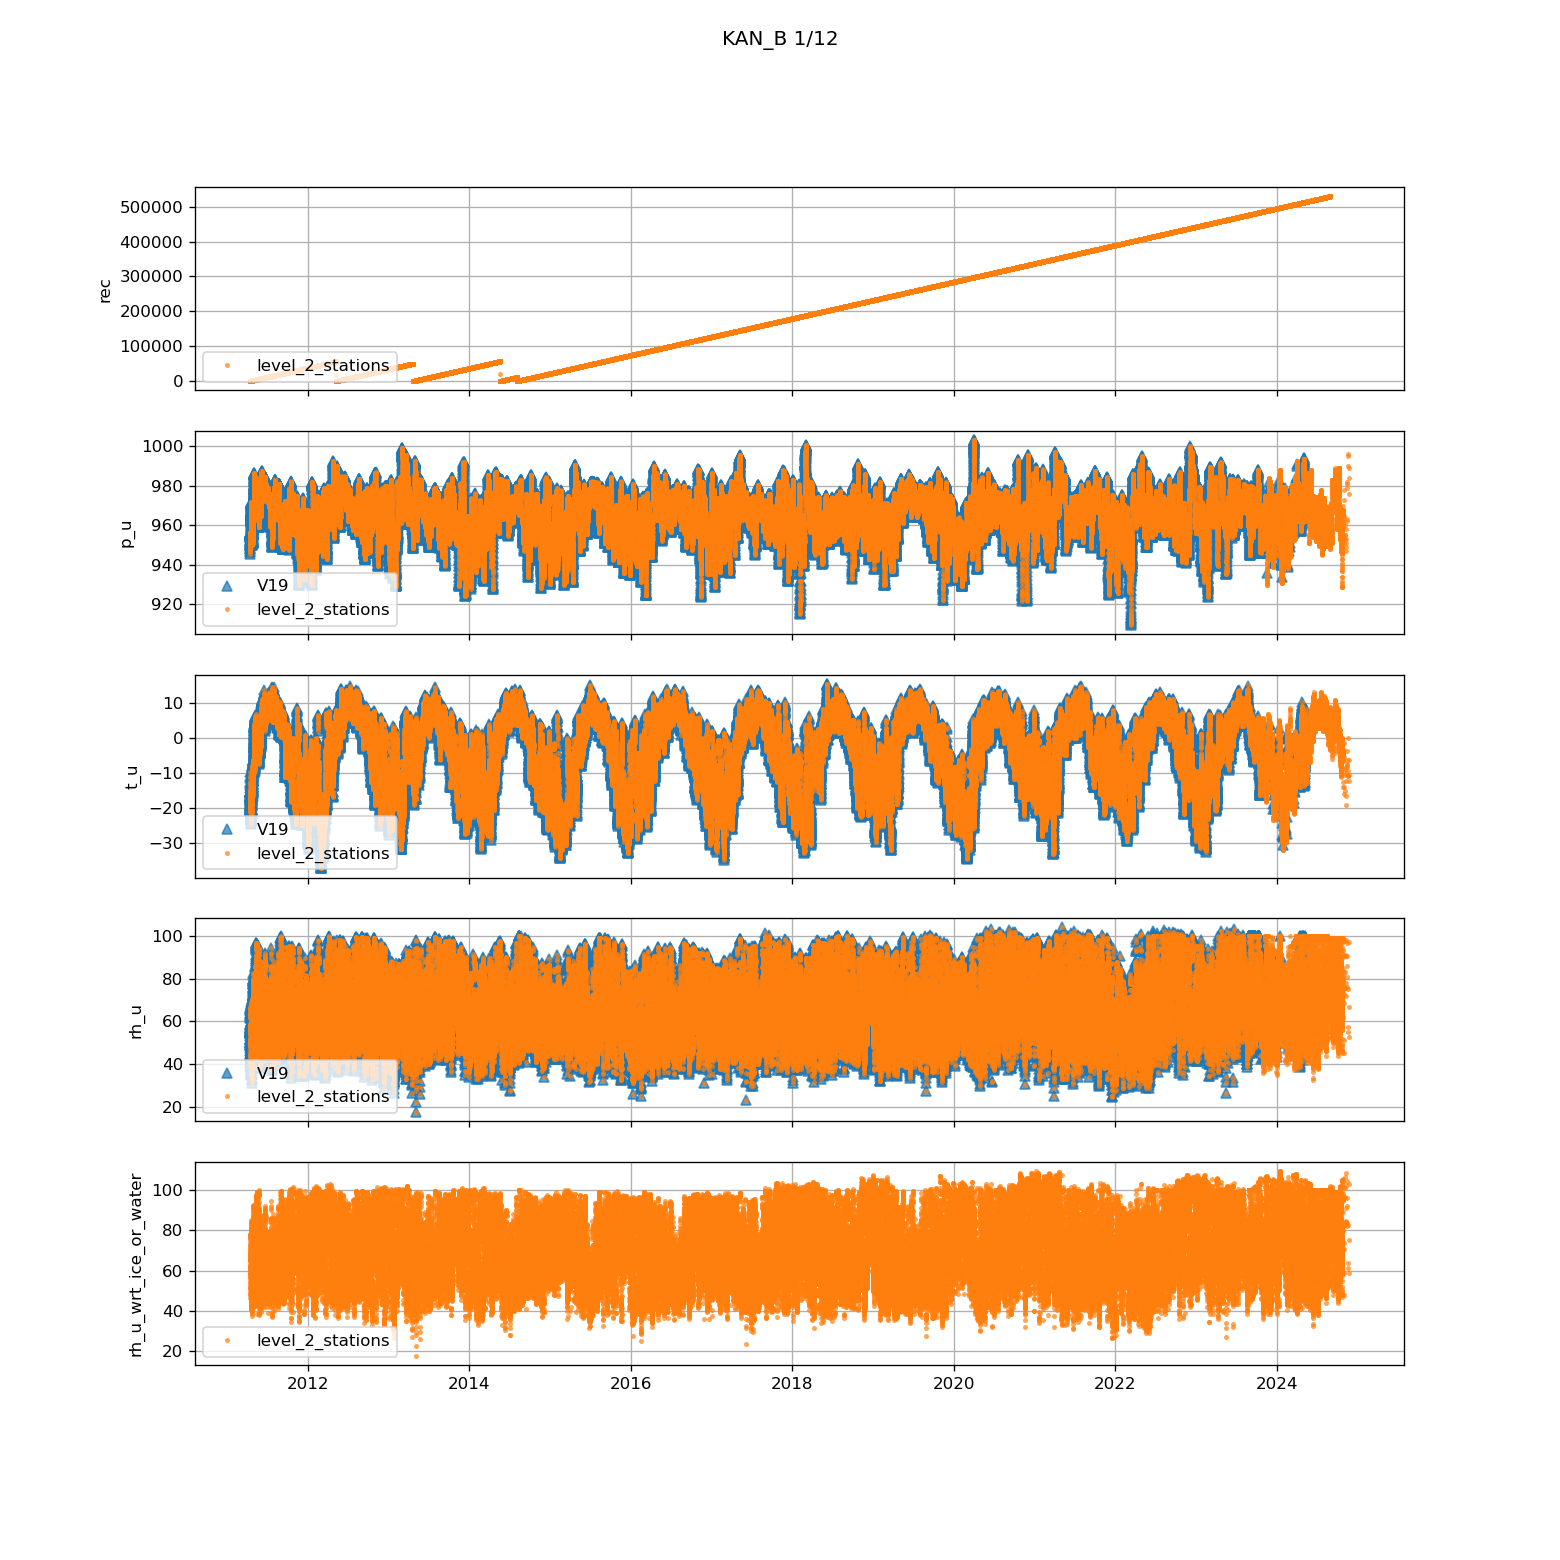 KAN_B 1/12
500000
400000
300000
200000
100000
0
rec
level_2_stations
1000
980
960
940
920
p_u
V19
level_2_stations
10
0
−10
−20
−30
t_u
V19
level_2_stations
100
80
60
40
20
rh_u
V19
level_2_stations
100
80
60
40
20
rh_u_wrt_ice_or_water
level_2_stations
2012 2014 2016 2018 2020 2022 2024